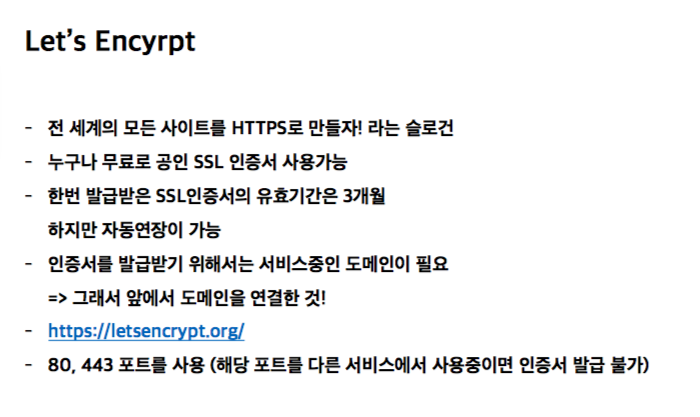 Let's Encyrpt
- 전 세계의 모든 사이트를 HTTPS로 만들자! 라는 슬로건
- 누구나 무료로 공인 SSL 인증서 사용가능
- 한번 발급받은 SSL인증서의 유효기간은 3개월
하지만 자동연장이 가능
- 인증서를 발급받기 위해서는 서비스중인 도메인이 필요
=> 그래서 앞에서 도메인을 연결한 것!
- https://letsencrypt.org/
- 80, 443 포트를 사용 (해당 포트를 다른 서비스에서 사용중이면 인증서 발급 불가)